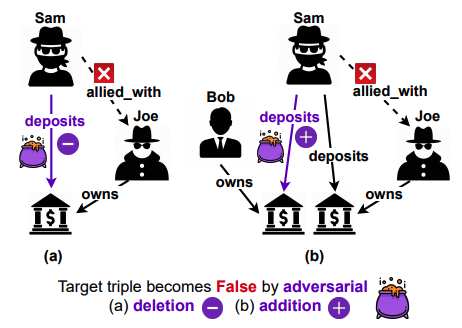 Sam
allied_with
deposits
Joe
owns
(a)
Sam
allied_with
Bob
deposits
Joe
deposits
owns
owns
(b)
Target triple becomes False by adversarial
(a) deletion (b) addition